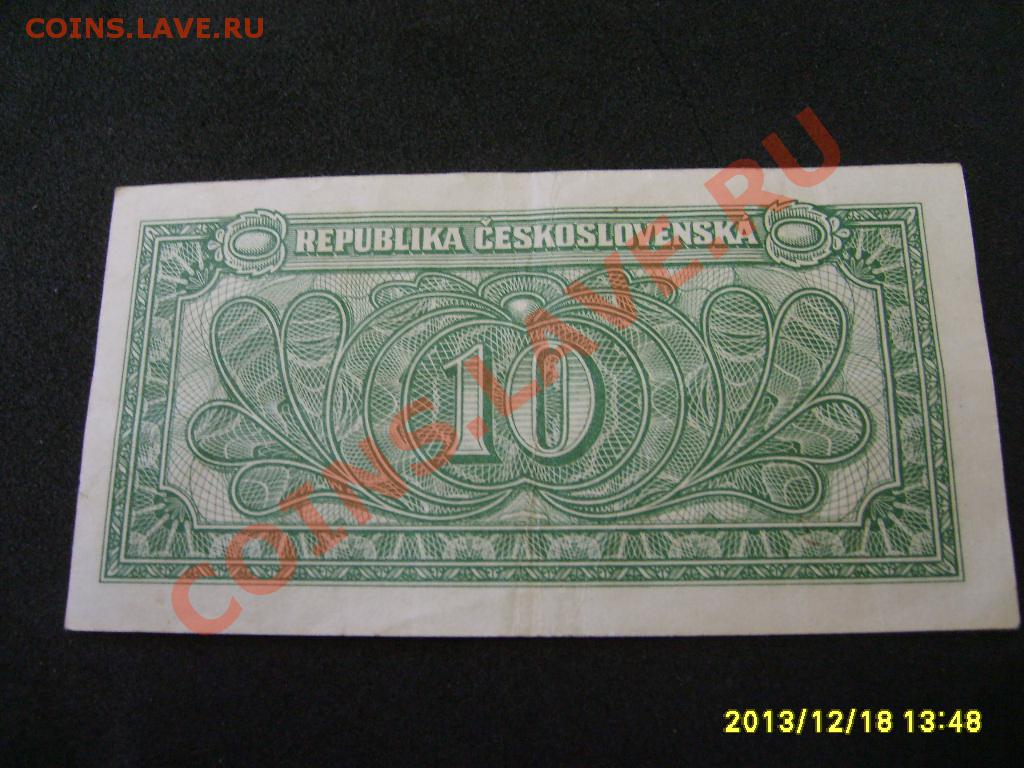 COINS.LAVE.RU
REPUBLIKA ČESKOSLOVENSKÁ
10
COINS.LAVE.RU
2013/12/18 13:48